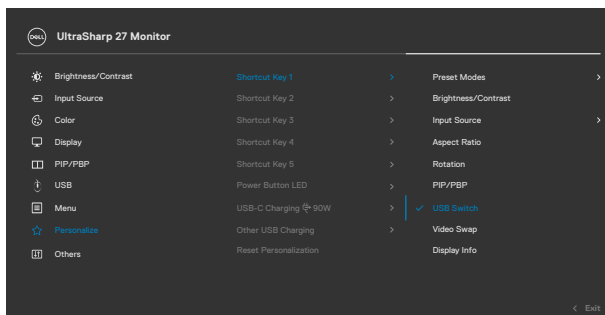 DELL UltraSharp 27 Monitor
Brightness/Contrast
Input Source
Color
Display
PIP/PBP
USB
Menu
Personalize
Others
Shortcut Key 1
Shortcut Key 2
Shortcut Key 3
Shortcut Key 4
Shortcut Key 5
Power Button LED
USB-C Charging 90W
Other USB Charging
Reset Personalization
Preset Modes
Brightness/Contrast
Input Source
Aspect Ratio
Rotation
PIP/PBP
USB Switch
Video Swap
Display Info
Exit